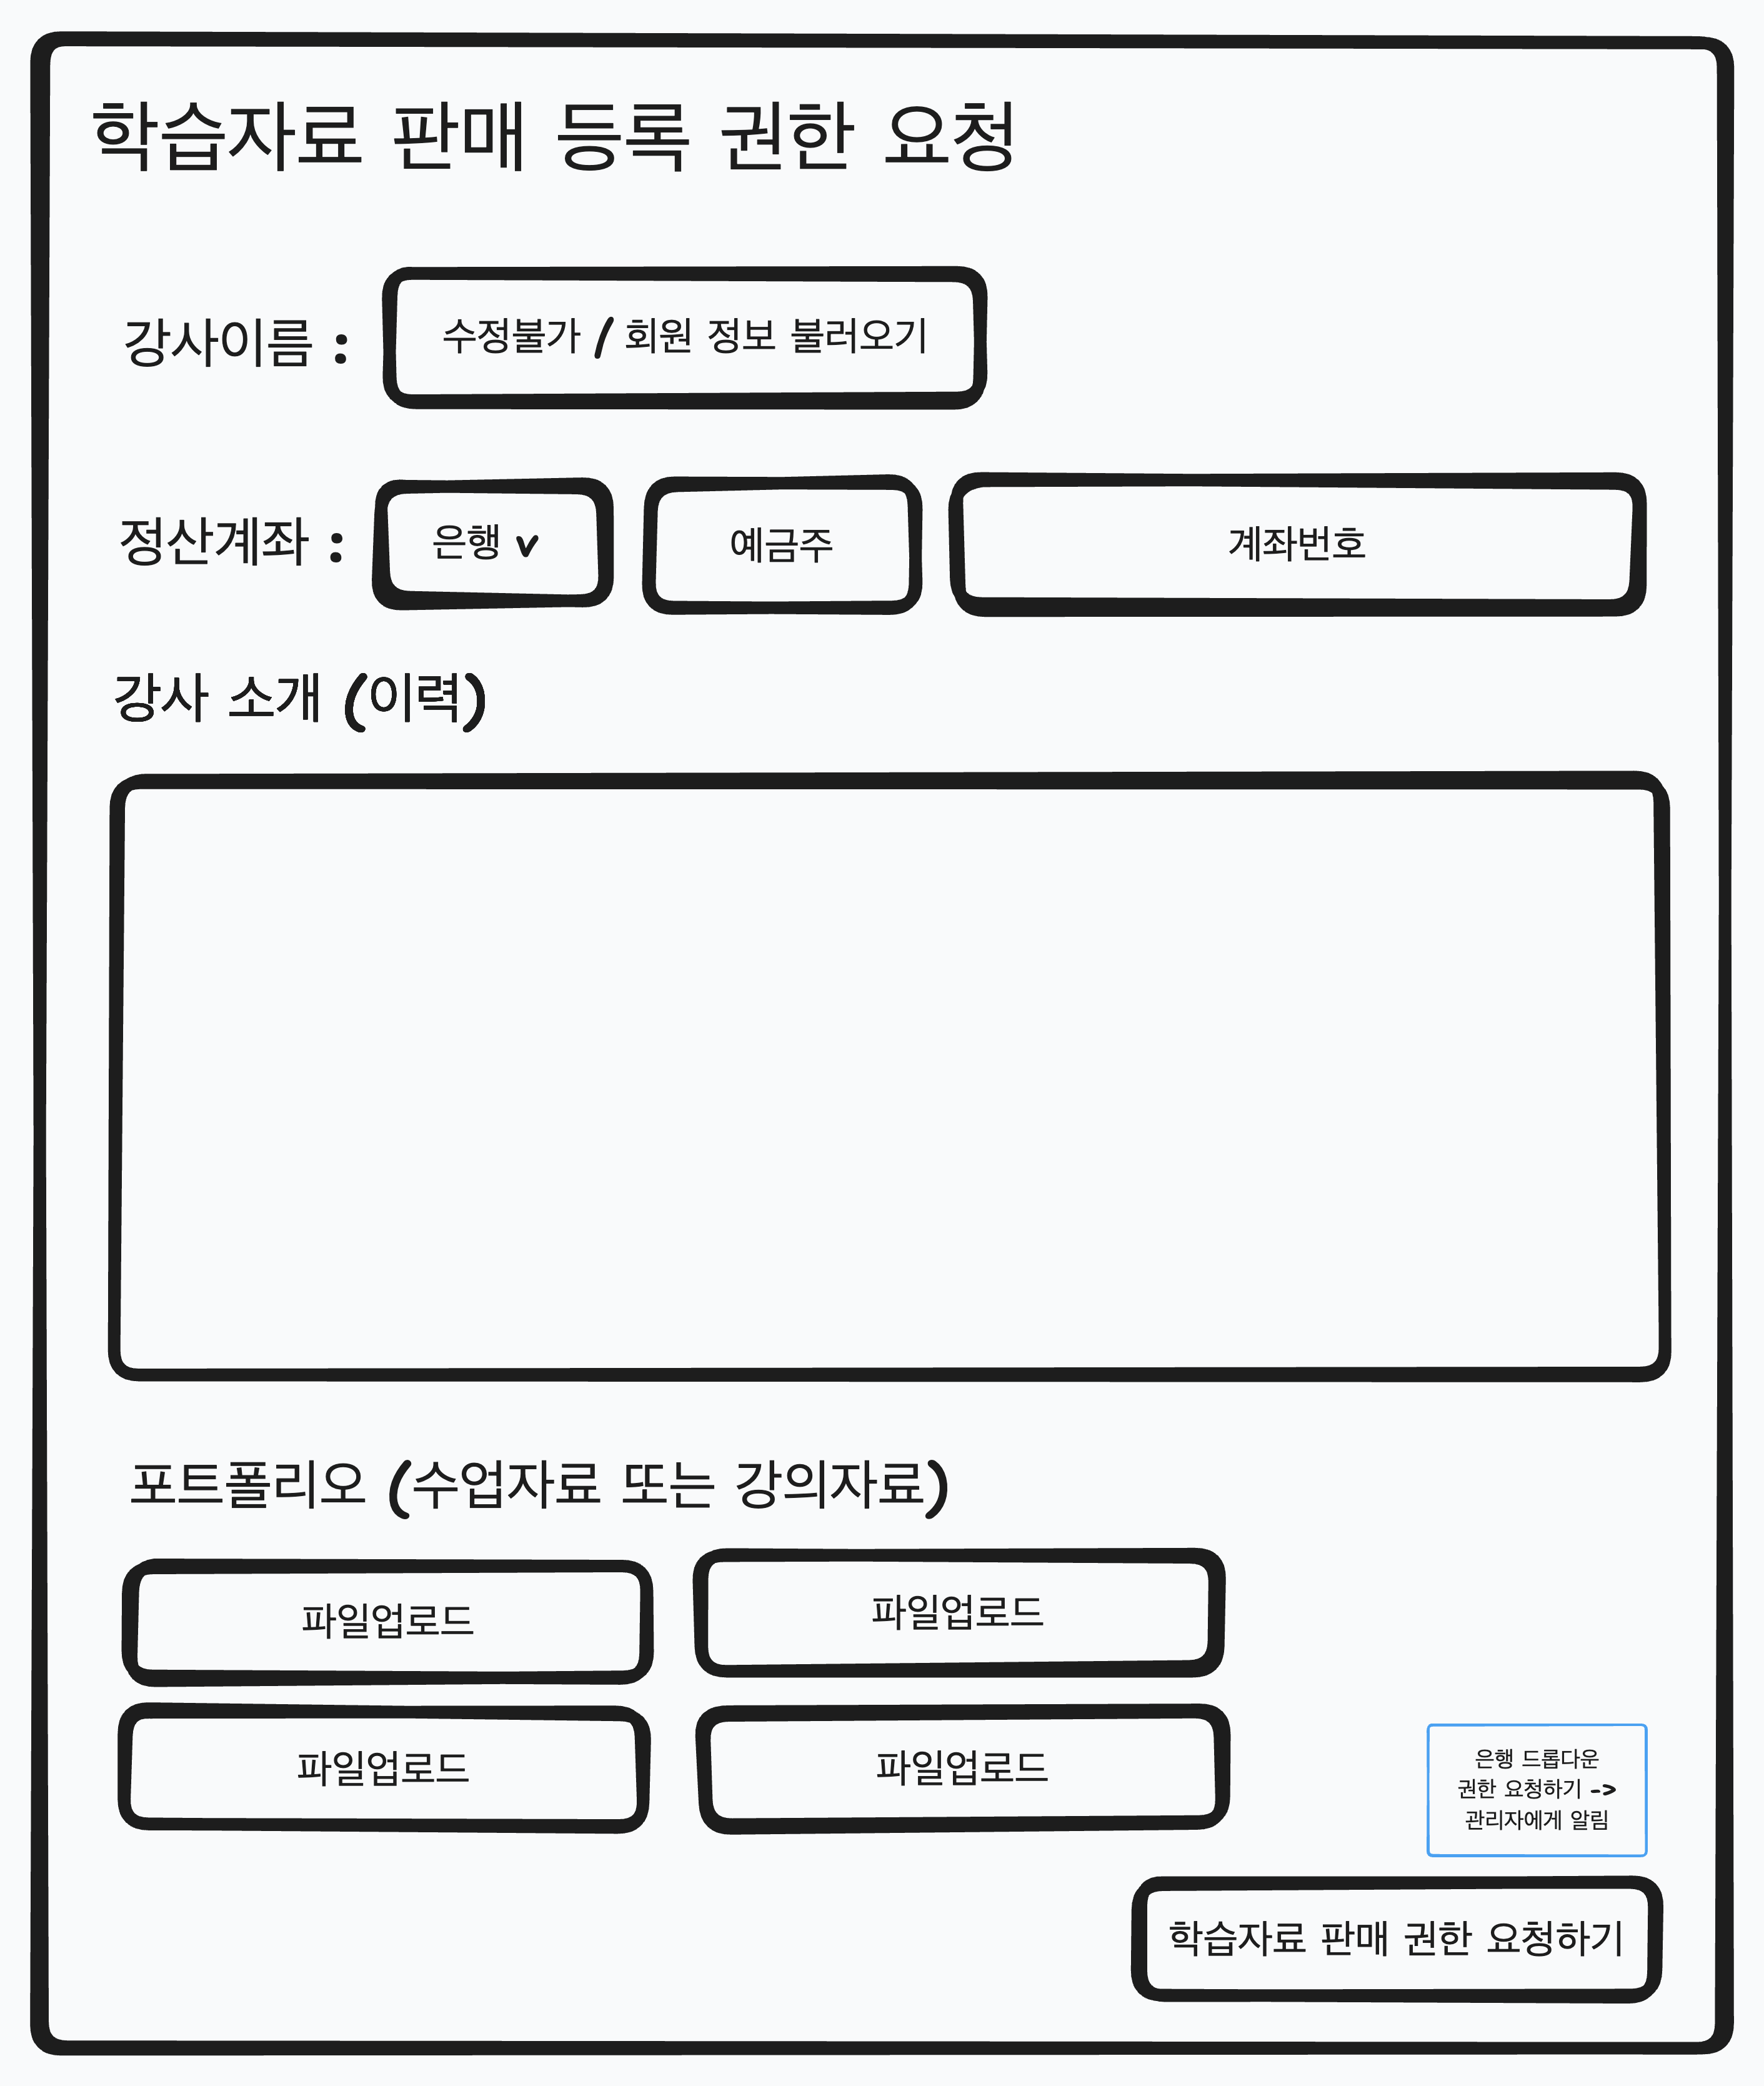 학습자료 판매 등록 권한 요청
강사이름 :
수정불가 / 회원 정보 불러오기
정산계좌 :
은행 v
예금주
계좌번호
강사 소개 (이력)
포트폴리오 (수업자료 또는 강의자료)
파일업로드
파일업로드
파일업로드
파일업로드
은행 드롭다운
권한 요청하기 ->
관리자에게 알림
학습자료 판매 권한 요청하기